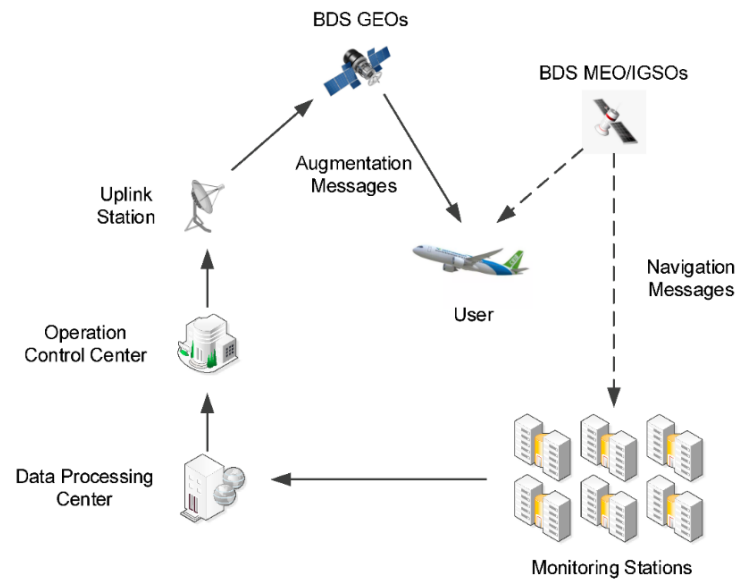 BDS GEOs
BDS MEO/IGSOs
Augmentation
Messages
Uplink
Station
Navigation
Messages
User
Operation
Control Center
Data Processing
Center
Monitoring Stations